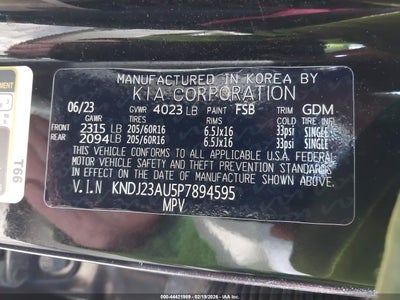 MANUFACTURED IN KOREA BY
KIA CORPORATION
06/23 GVWR 4023 LB PAINT FSB TRIM GDM
GAWR TIRES RIMS COLD TIRE INFL
FRONT 2315 LB 205/60R16 6.5Jx16 33psi SINGLE
REAR 2094 LB 205/60R16 6.5Jx16 33psi SINGLE
THIS VEHICLE CONFORMS TO ALL APPLICABLE U.S.A. FEDERAL
MOTOR VEHICLE SAFETY AND THEFT PREVENTION STANDARDS
IN EFFECT ON THE DATE OF MANUFACTURE SHOWN ABOVE.
V.I.N KNDJ23AU5P7894595
MPV
T66
000-44421989 (02/19/2026 - IAA Insurance